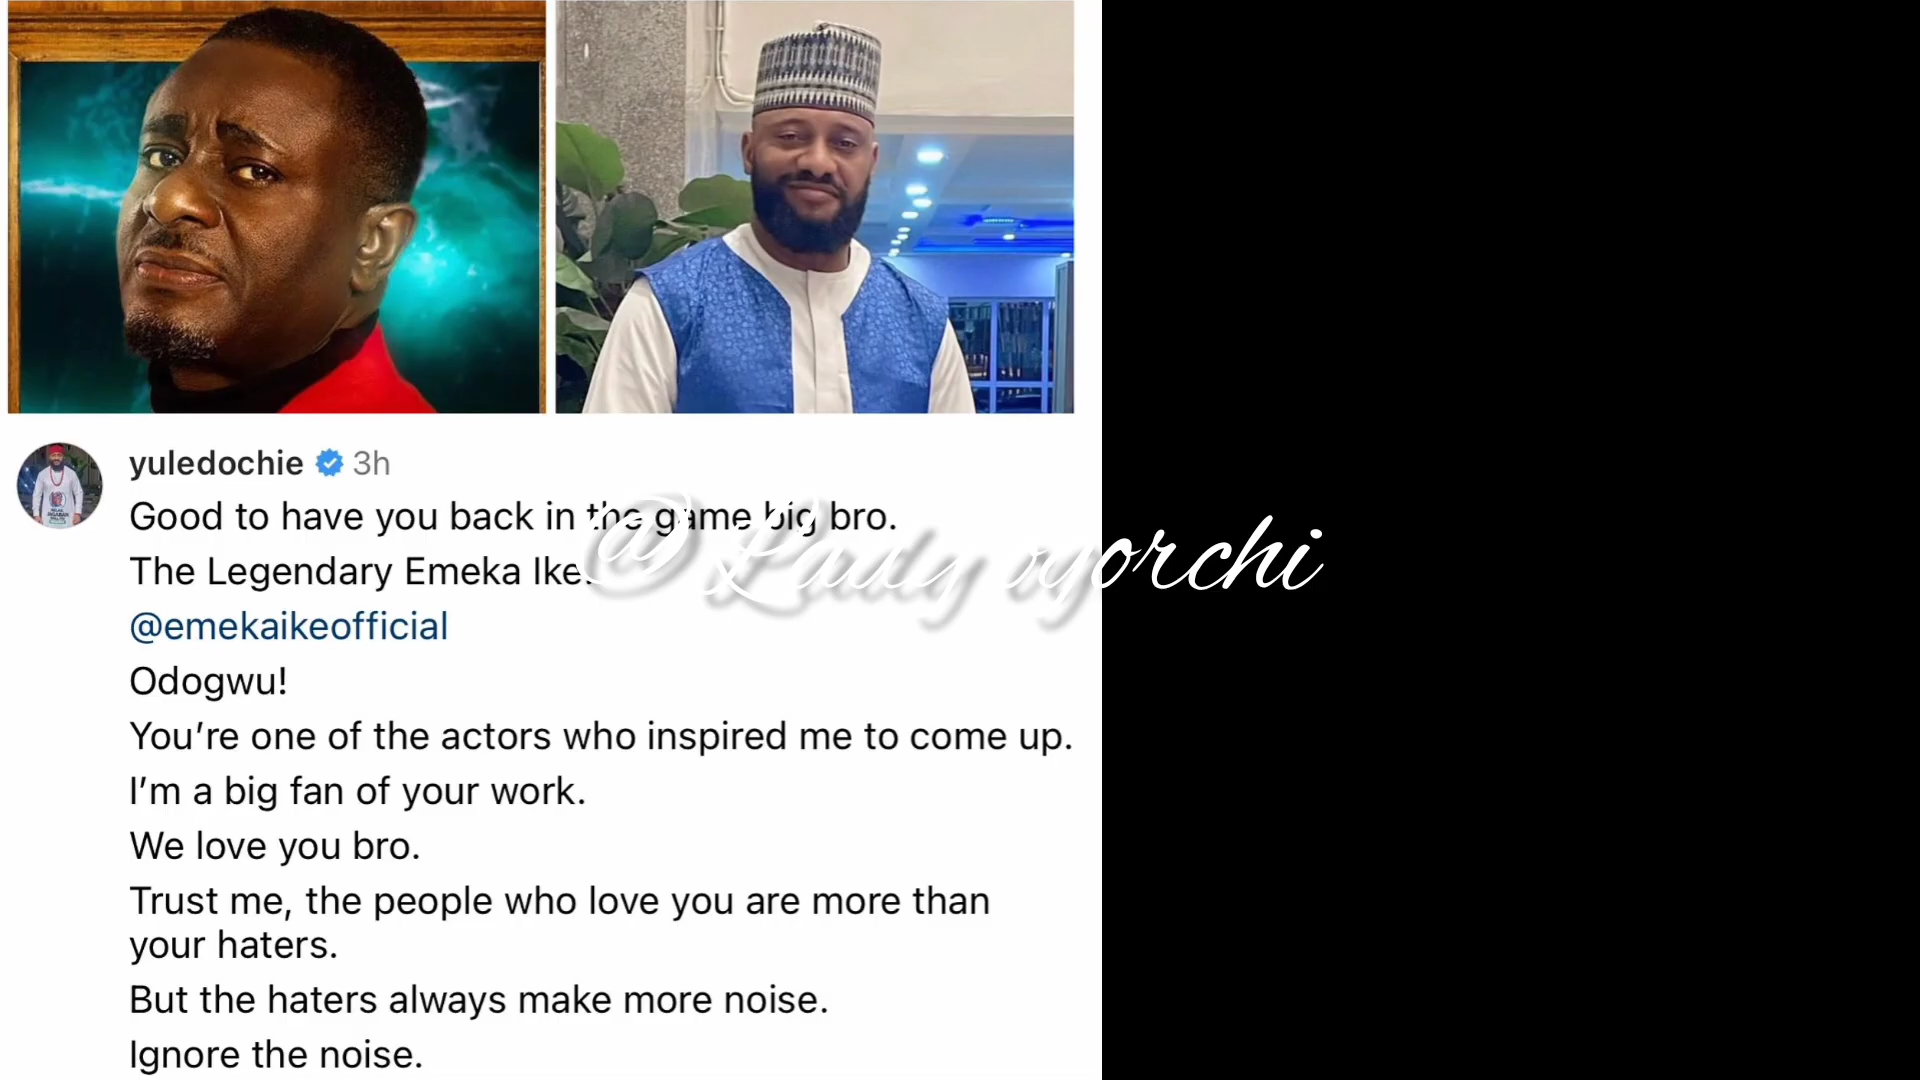 yuledochie 3h
Good to have you back in the game big bro.
The Legendary Emeka Ike.
@emekaikeofficial
Odogwu!
You’re one of the actors who inspired me to come up.
I’m a big fan of your work.
We love you bro.
Trust me, the people who love you are more than
your haters.
But the haters always make more noise.
Ignore the noise.